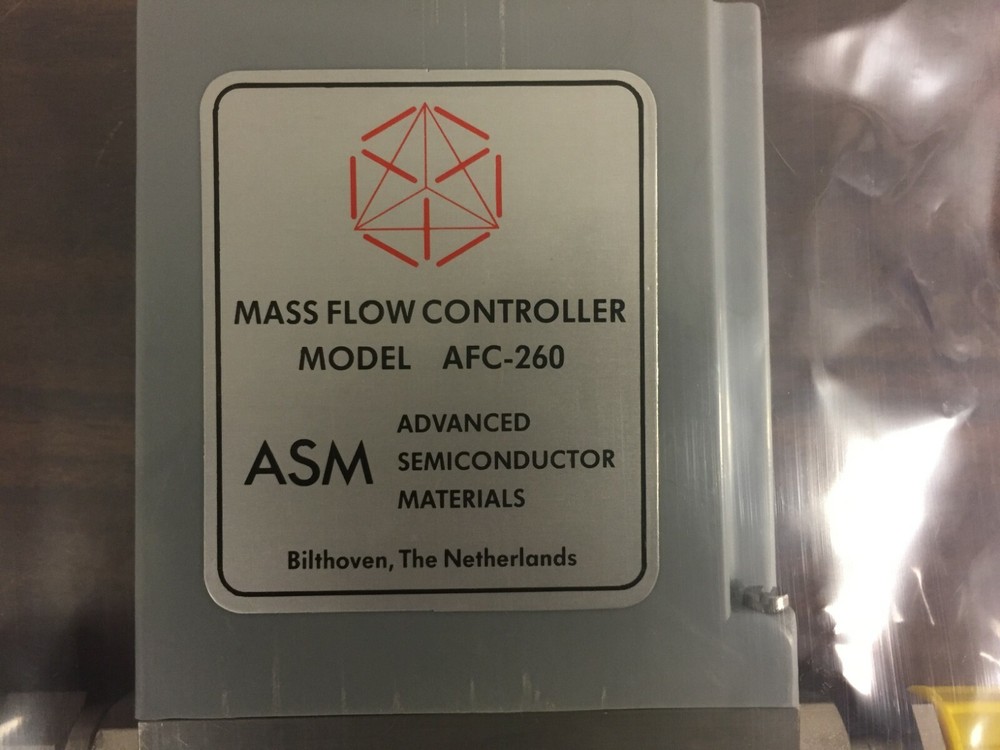 MASS FLOW CONTROLLER
MODEL AFC-260
ASM
ADVANCED
SEMICONDUCTOR
MATERIALS
Bilthoven, The Netherlands